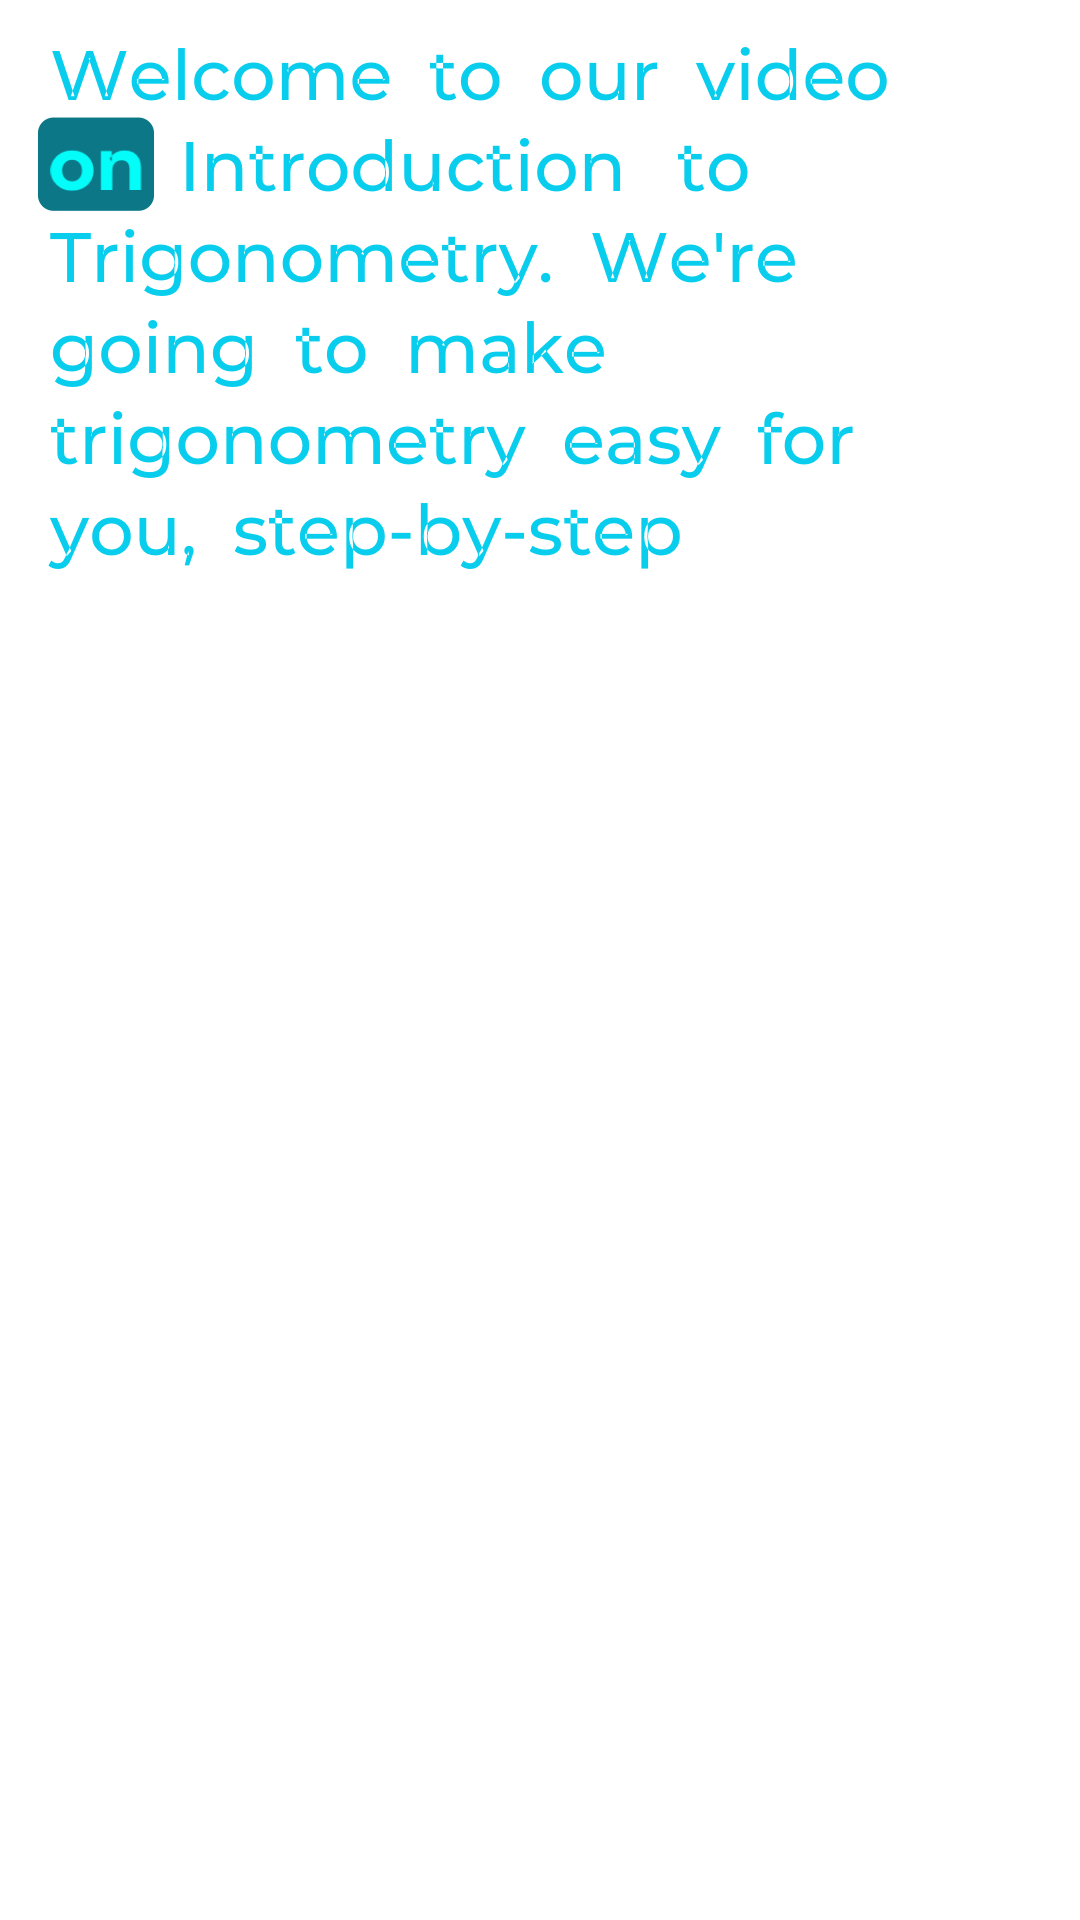 Welcome to our video
on Introduction to
Trigonometry. We're
going to make
trigonometry easy for
you, step-by-step